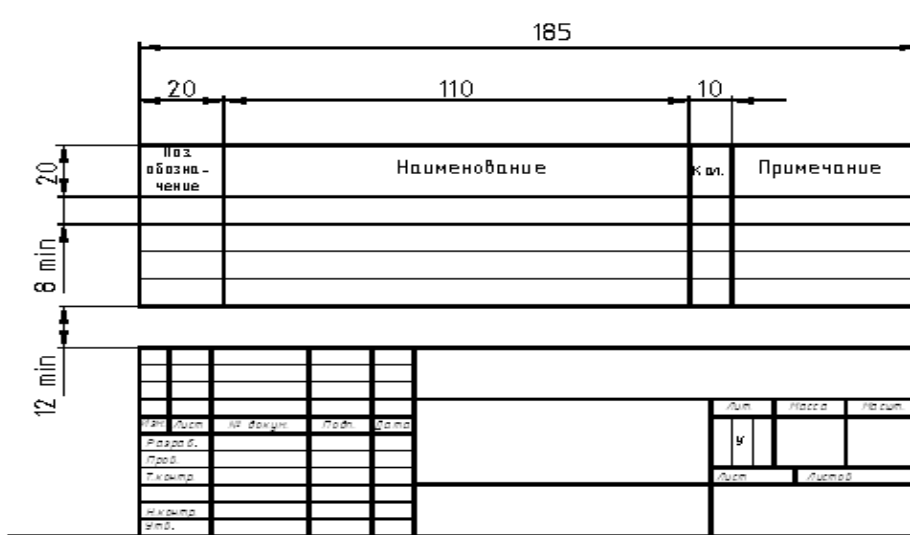 185
20 110 10
20
Поз. обозна- чение Наименование Кол. Примечание
8 min
12 min
Лит. Масса Масшт.
Изм. Лист № докум. Подп. Дата
Разраб. У
Пров.
Т.контр. Лист Листов
Н.контр.
Утв.